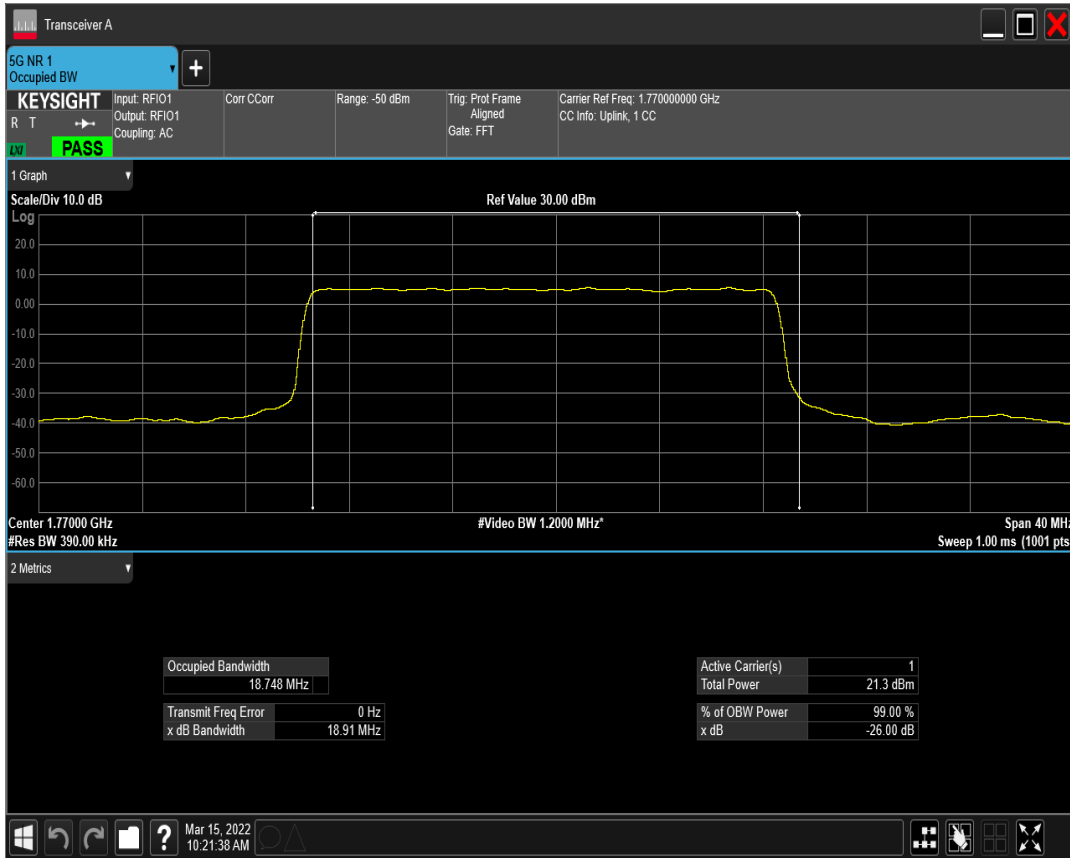 Transceiver A
5G NR 1
Occupied BW
+
KEYSIGHT
Input: RFIO1
Output: RFIO1
Coupling: AC
Corr CCorr
Range: -50 dBm
Trig: Prot Frame
Aligned
Gate: FFT
Carrier Ref Freq: 1.770000000 GHz
CC Info: Uplink, 1 CC
R T
LXI
PASS
1 Graph
Scale/Div 10.0 dB
Ref Value 30.00 dBm
Log
20.0
10.0
0.00
-10.0
-20.0
-30.0
-40.0
-50.0
-60.0
Center 1.77000 GHz
#Video BW 1.2000 MHz*
Span 40 MHz
#Res BW 390.00 kHz
Sweep 1.00 ms (1001 pts
2 Metrics
Occupied Bandwidth
18.748 MHz
Transmit Freq Error 0 Hz
x dB Bandwidth 18.91 MHz
Active Carrier(s) 1
Total Power 21.3 dBm
% of OBW Power 99.00 %
x dB -26.00 dB
?
Mar 15, 2022
10:21:38 AM